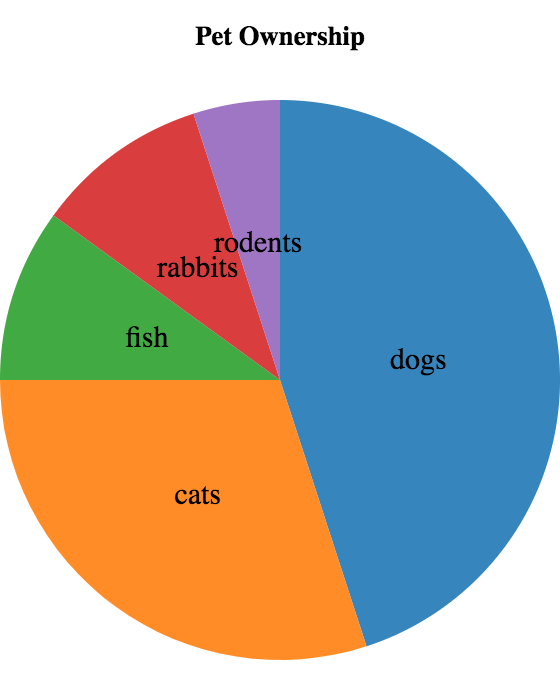 Pet Ownership
rodents
rabbits
fish
dogs
cats